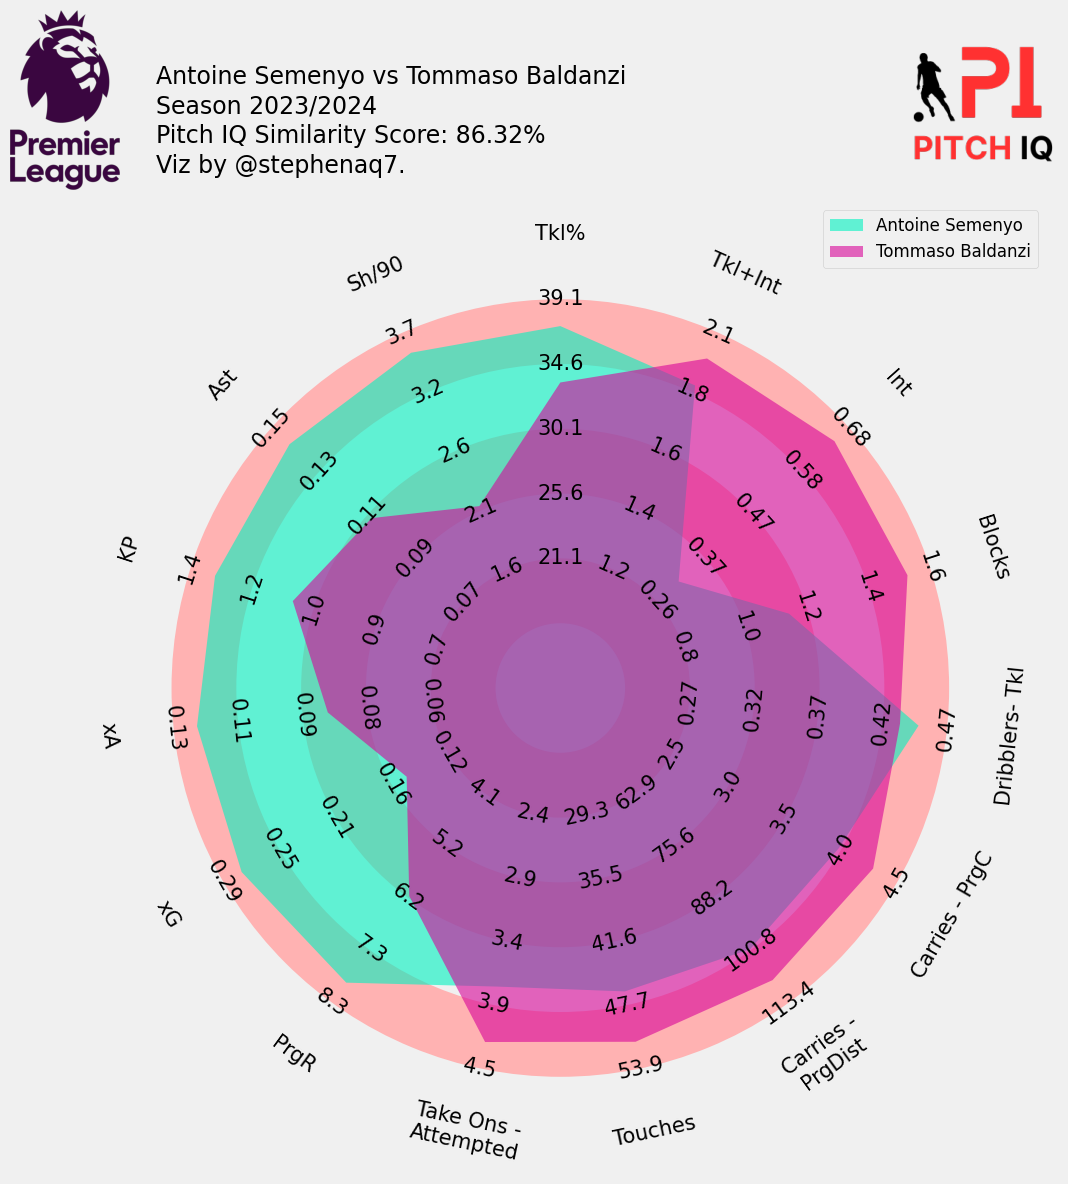 Premier
League
Antoine Semenyo vs Tommaso Baldanzi
Season 2023/2024
Pitch IQ Similarity Score: 86.32%
Viz by @stephenaq7.
PI
PITCH IQ
Antoine Semenyo
Tommaso Baldanzi
Tkl%
39.1
34.6
30.1
25.6
21.1
Tkl+Int
2.1
1.8
1.6
1.4
1.2
Int
0.68
0.58
0.47
0.37
0.26
Blocks
1.6
1.4
1.2
1.0
0.8
Dribblers- Tkl
0.47
0.42
0.37
0.32
0.27
Carries - PrgC
4.5
4.0
3.5
3.0
2.5
Carries -
PrgDist
113.4
100.8
88.2
75.6
62.9
Touches
53.9
47.7
41.6
35.5
29.3
Take Ons -
Attempted
4.5
3.9
3.4
2.9
2.4
PrgR
8.3
7.3
6.2
5.2
4.1
xG
0.29
0.25
0.21
0.16
0.12
xA
0.13
0.11
0.09
0.08
0.06
KP
1.4
1.2
1.0
0.9
0.7
Ast
0.15
0.13
0.11
0.09
0.07
Sh/90
3.7
3.2
2.6
2.1
1.6